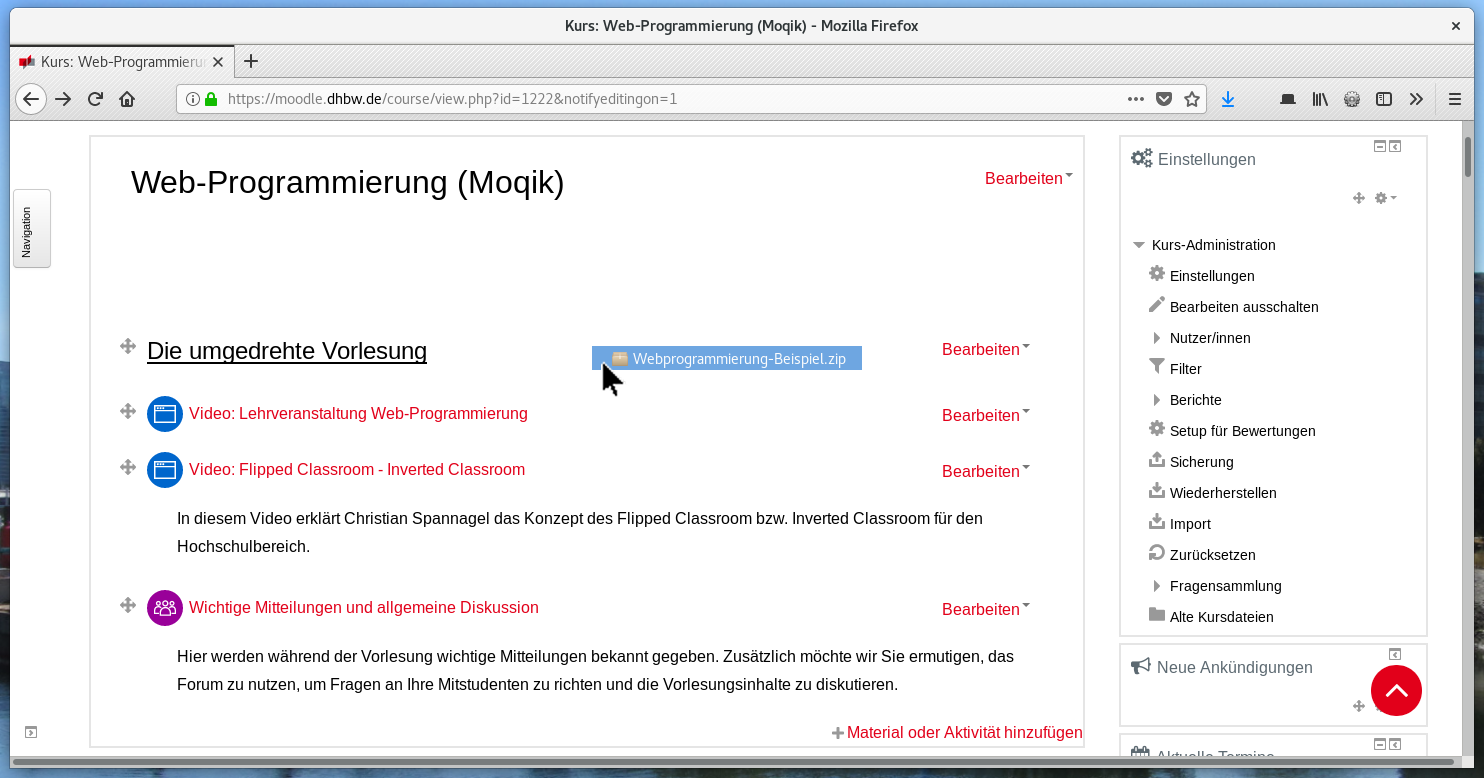 Kurs: Web-Programmierung (Moqik) - Mozilla Firefox
Kurs: Web-Programmieru
https://moodle.dhbw.de/course/view.php?id=1222&notifyeditingon=1
Navigation
Web-Programmierung (Moqik)
Bearbeiten
Die umgedrehte Vorlesung
Webprogrammierung-Beispiel.zip
Bearbeiten
Video: Lehrveranstaltung Web-Programmierung
Bearbeiten
Video: Flipped Classroom - Inverted Classroom
Bearbeiten
In diesem Video erklärt Christian Spannagel das Konzept des Flipped Classroom bzw. Inverted Classroom für den
Hochschulbereich.
Wichtige Mitteilungen und allgemeine Diskussion
Bearbeiten
Hier werden während der Vorlesung wichtige Mitteilungen bekannt gegeben. Zusätzlich möchte wir Sie ermutigen, das
Forum zu nutzen, um Fragen an Ihre Mitstudenten zu richten und die Vorlesungsinhalte zu diskutieren.
Material oder Aktivität hinzufügen
Einstellungen
Kurs-Administration
Einstellungen
Bearbeiten ausschalten
Nutzer/innen
Filter
Berichte
Setup für Bewertungen
Sicherung
Wiederherstellen
Import
Zurücksetzen
Fragensammlung
Alte Kursdateien
Neue Ankündigungen
Aktuelle Termine